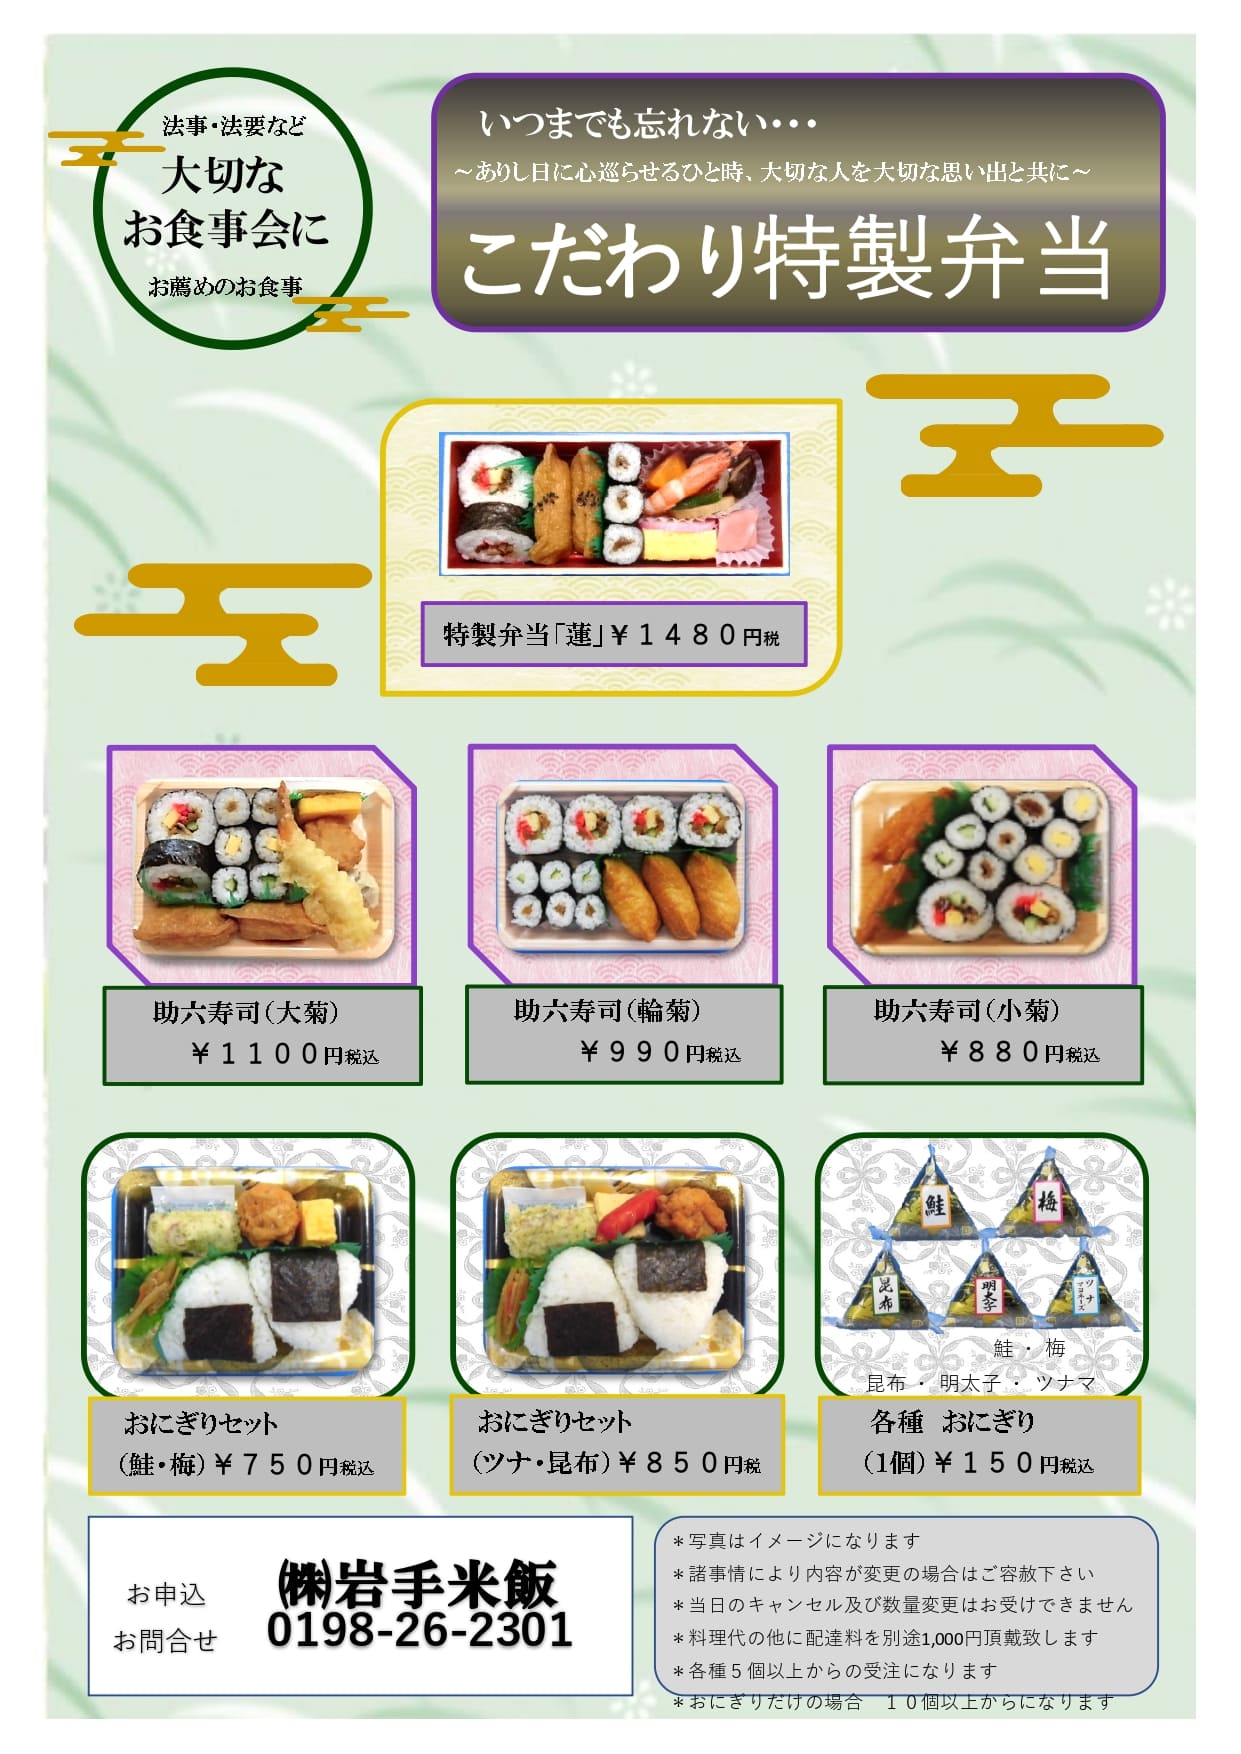 法事・法要など
大切な
お食事会に
お薦めのお食事
いつまでも忘れない・・・
～ありし日に心巡らせるひと時、大切な人を大切な思い出と共に～
こだわり特製弁当
特製弁当「蓮」￥１４８０円税
助六寿司（大菊）
￥１１００円税込
助六寿司（輪菊）
￥９９０円税込
助六寿司（小菊）
￥８８０円税込
おにぎりセット
（鮭・梅）￥７５０円税込
おにぎりセット
（ツナ・昆布）￥８５０円税
鮭
梅
昆布
明太子
ツナ
マヨネーズ
鮭 ・ 梅
昆布 ・ 明太子 ・ ツナマ
各種　おにぎり
（1個）￥１５０円税込
お申込
お問合せ
㈱岩手米飯
0198-26-2301
＊写真はイメージになります
＊諸事情により内容が変更の場合はご容赦下さい
＊当日のキャンセル及び数量変更はお受けできません
＊料理代の他に配達料を別途1,000円頂戴致します
＊各種５個以上からの受注になります
＊おにぎりだけの場合　１０個以上からになります